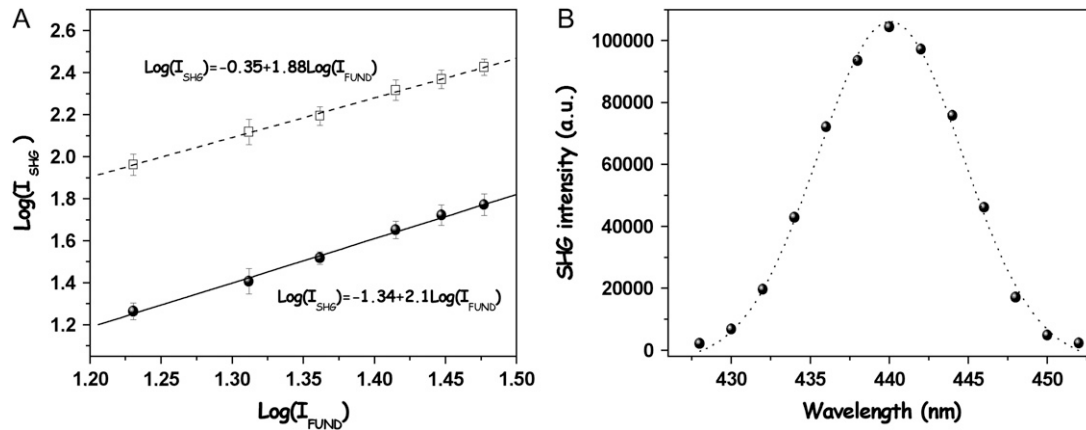 A
2.6
2.4
2.2
2.0
1.8
1.6
1.4
1.2
Log(I_SHG)
Log(I_SHG)=-0.35+1.88Log(I_FUND)
Log(I_SHG)=-1.34+2.1Log(I_FUND)
1.20 1.25 1.30 1.35 1.40 1.45 1.50
Log(I_FUND)
B
100000
80000
60000
40000
20000
0
SHG intensity (a.u.)
430 435 440 445 450
Wavelength (nm)